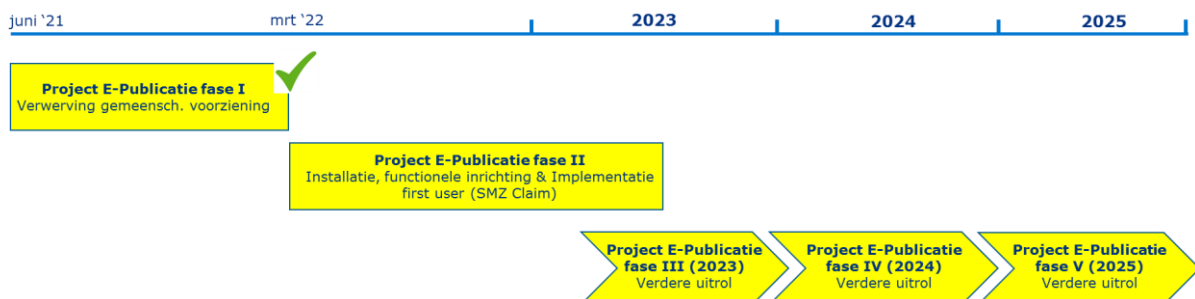 juni ‘21 mrt ‘22 2023 2024 2025
Project E-Publicatie fase I
Verwerving gemeensch. voorziening
Project E-Publicatie fase II
Installatie, functionele inrichting & Implementatie
first user (SMZ Claim)
Project E-Publicatie
fase III (2023)
Verdere uitrol
Project E-Publicatie
fase IV (2024)
Verdere uitrol
Project E-Publicatie
fase V (2025)
Verdere uitrol